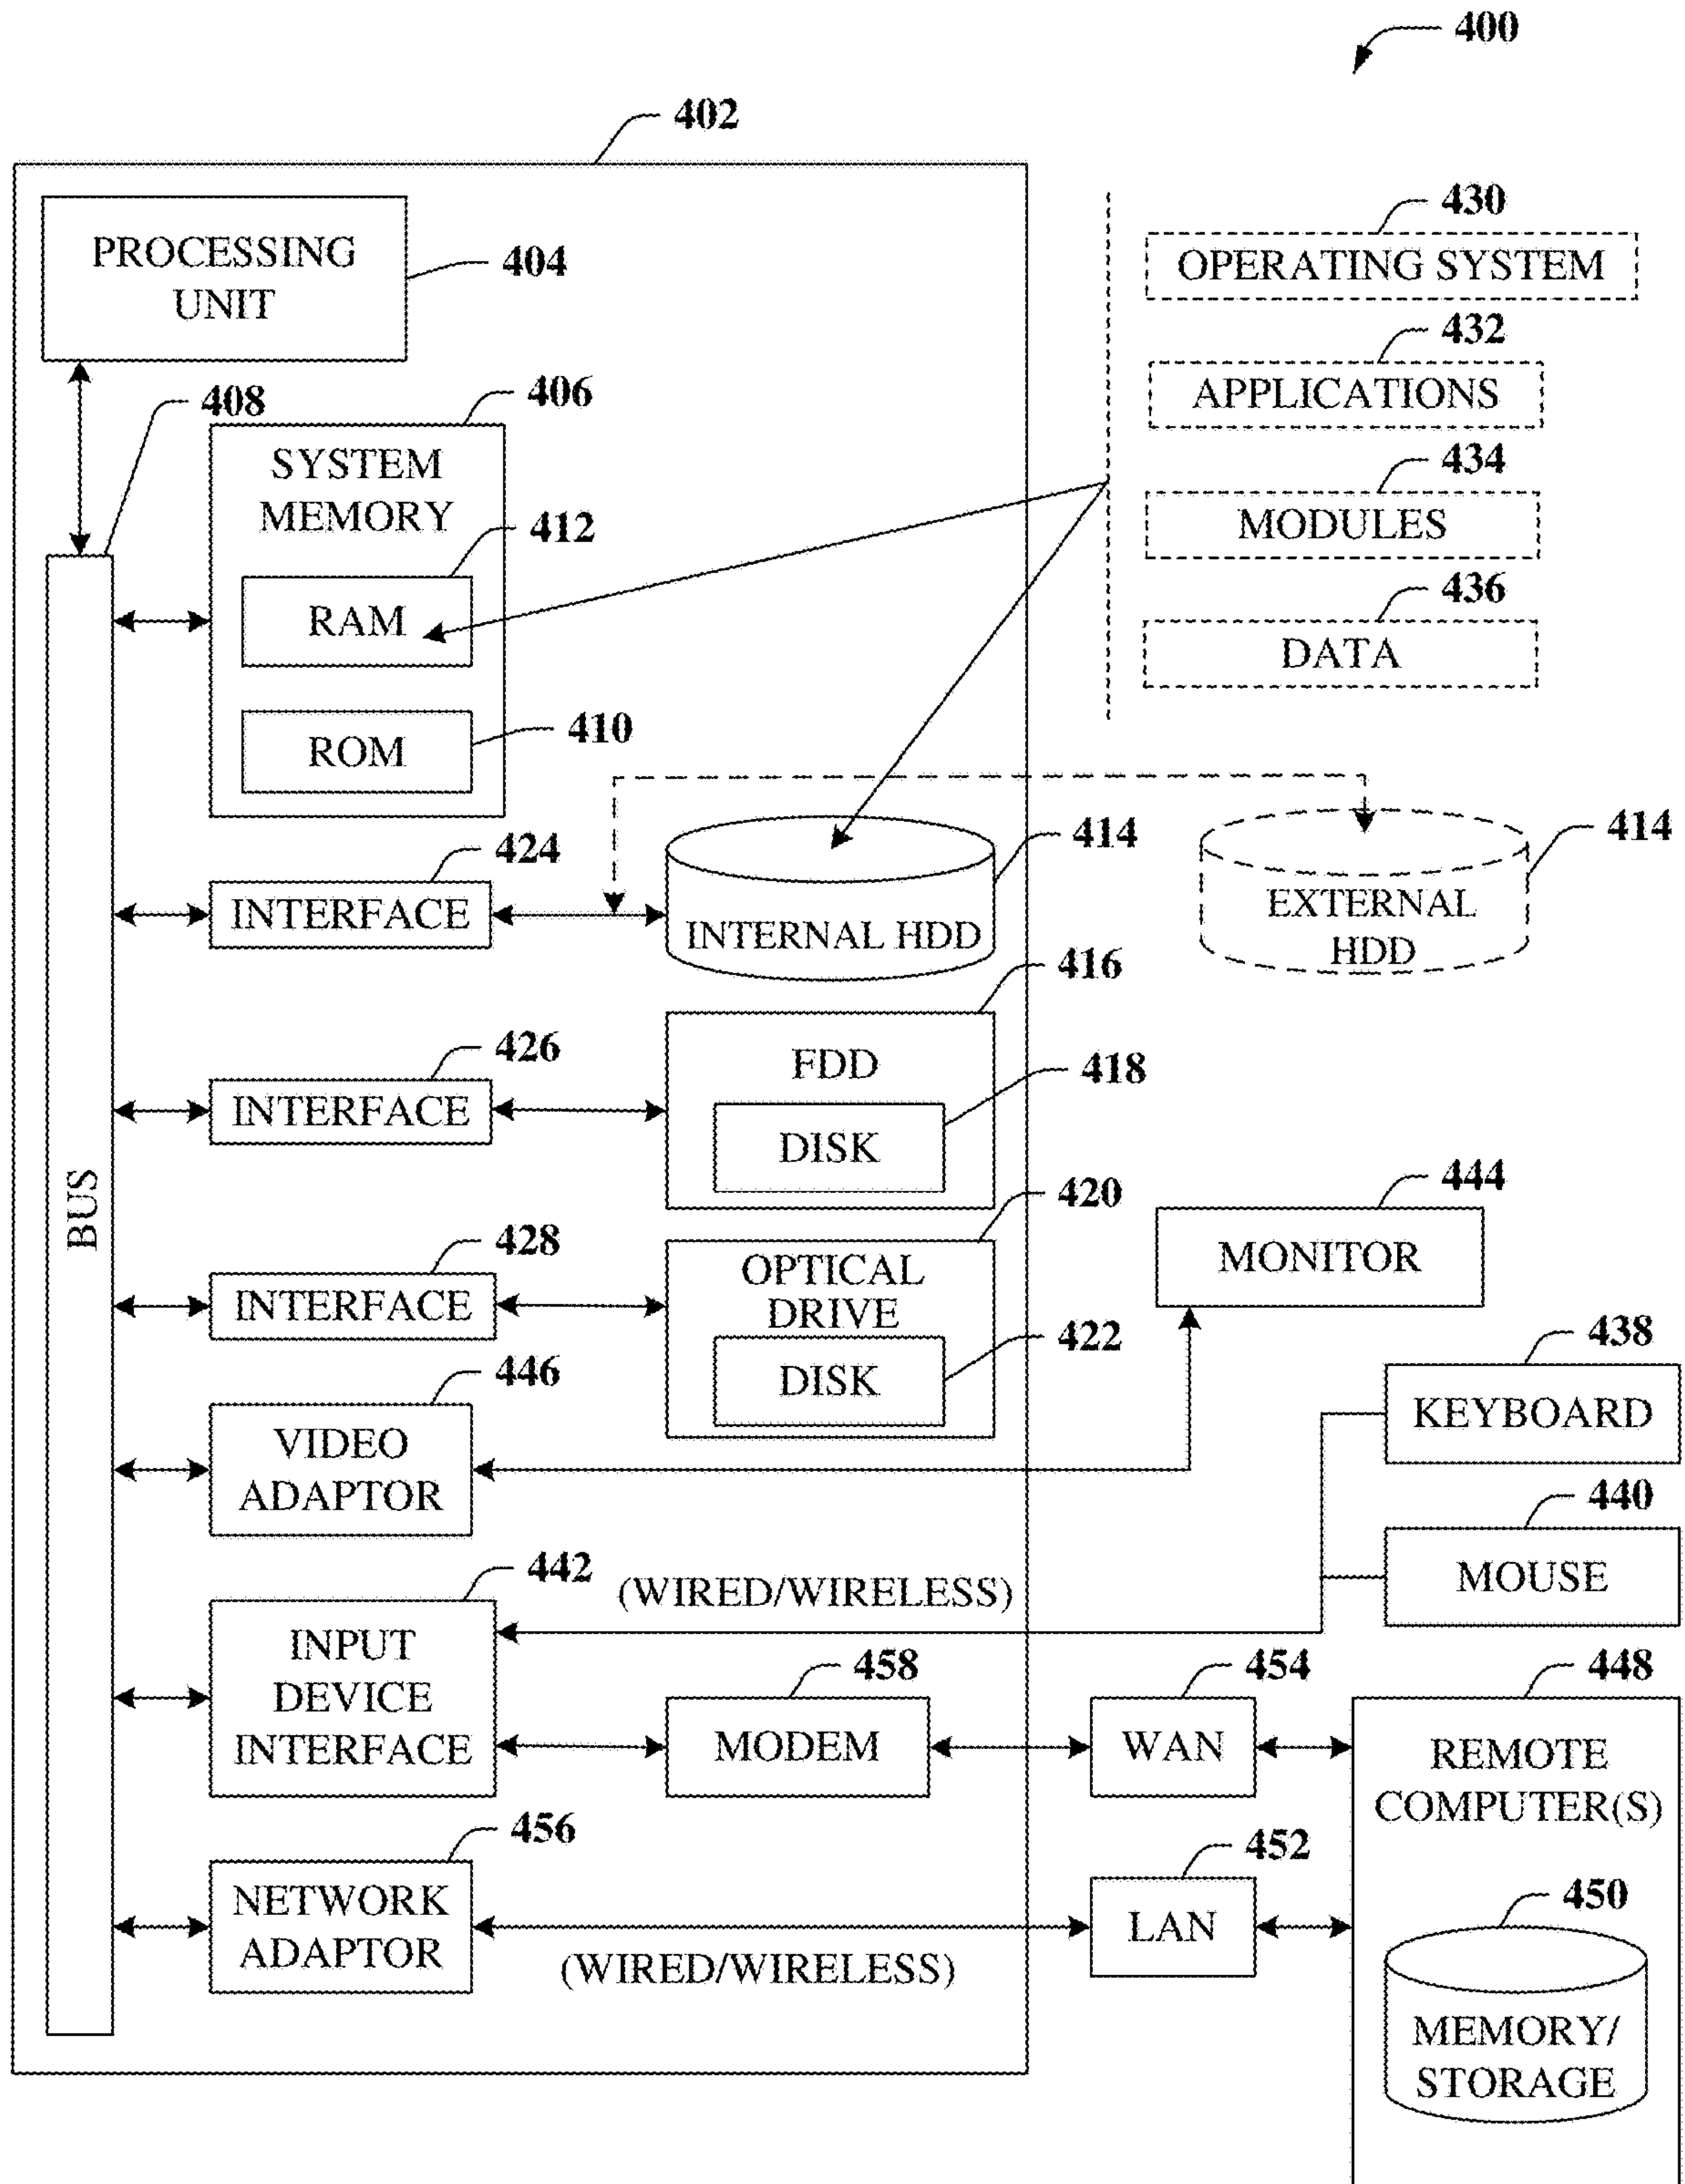 400
402
PROCESSING
UNIT
404
430
OPERATING SYSTEM
432
APPLICATIONS
408
406
SYSTEM
MEMORY
434
MODULES
412
RAM
436
DATA
410
ROM
424
INTERFACE
414
INTERNAL HDD
414
EXTERNAL
HDD
416
FDD
426
INTERFACE
418
DISK
BUS
420
OPTICAL
DRIVE
428
INTERFACE
422
DISK
444
MONITOR
446
VIDEO
ADAPTOR
438
KEYBOARD
440
MOUSE
442
(WIRED/WIRELESS)
INPUT
DEVICE
INTERFACE
458
MODEM
454
WAN
448
REMOTE
COMPUTER(S)
456
NETWORK
ADAPTOR
(WIRED/WIRELESS)
452
LAN
450
MEMORY/
STORAGE